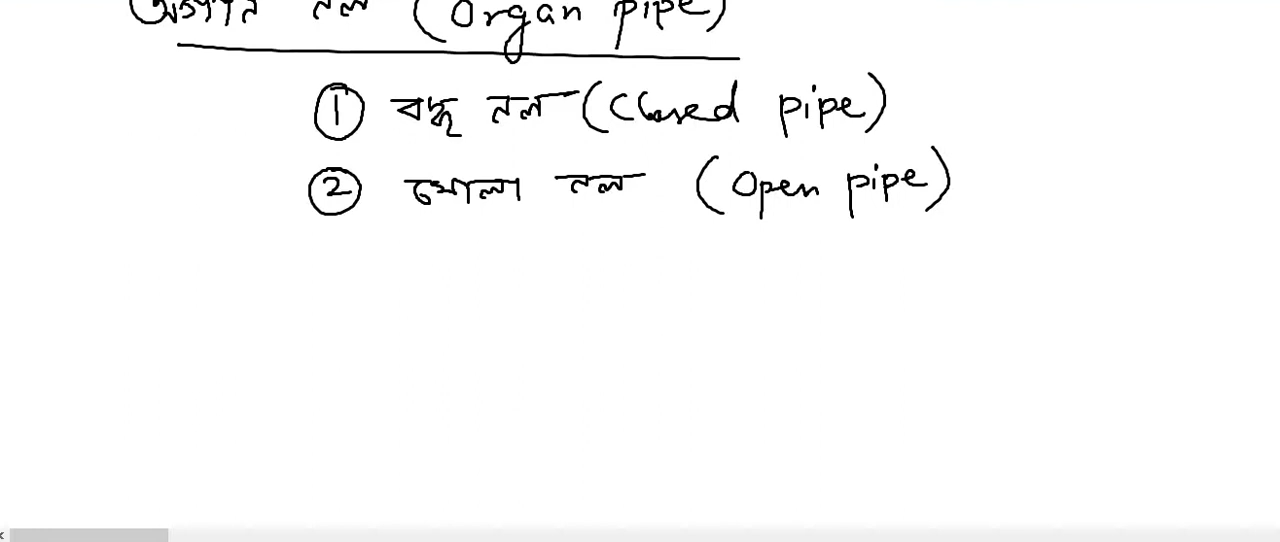 অর্গান নল (Organ pipe)
① বদ্ধ নল (Closed pipe)
② খোলা নল (Open pipe)